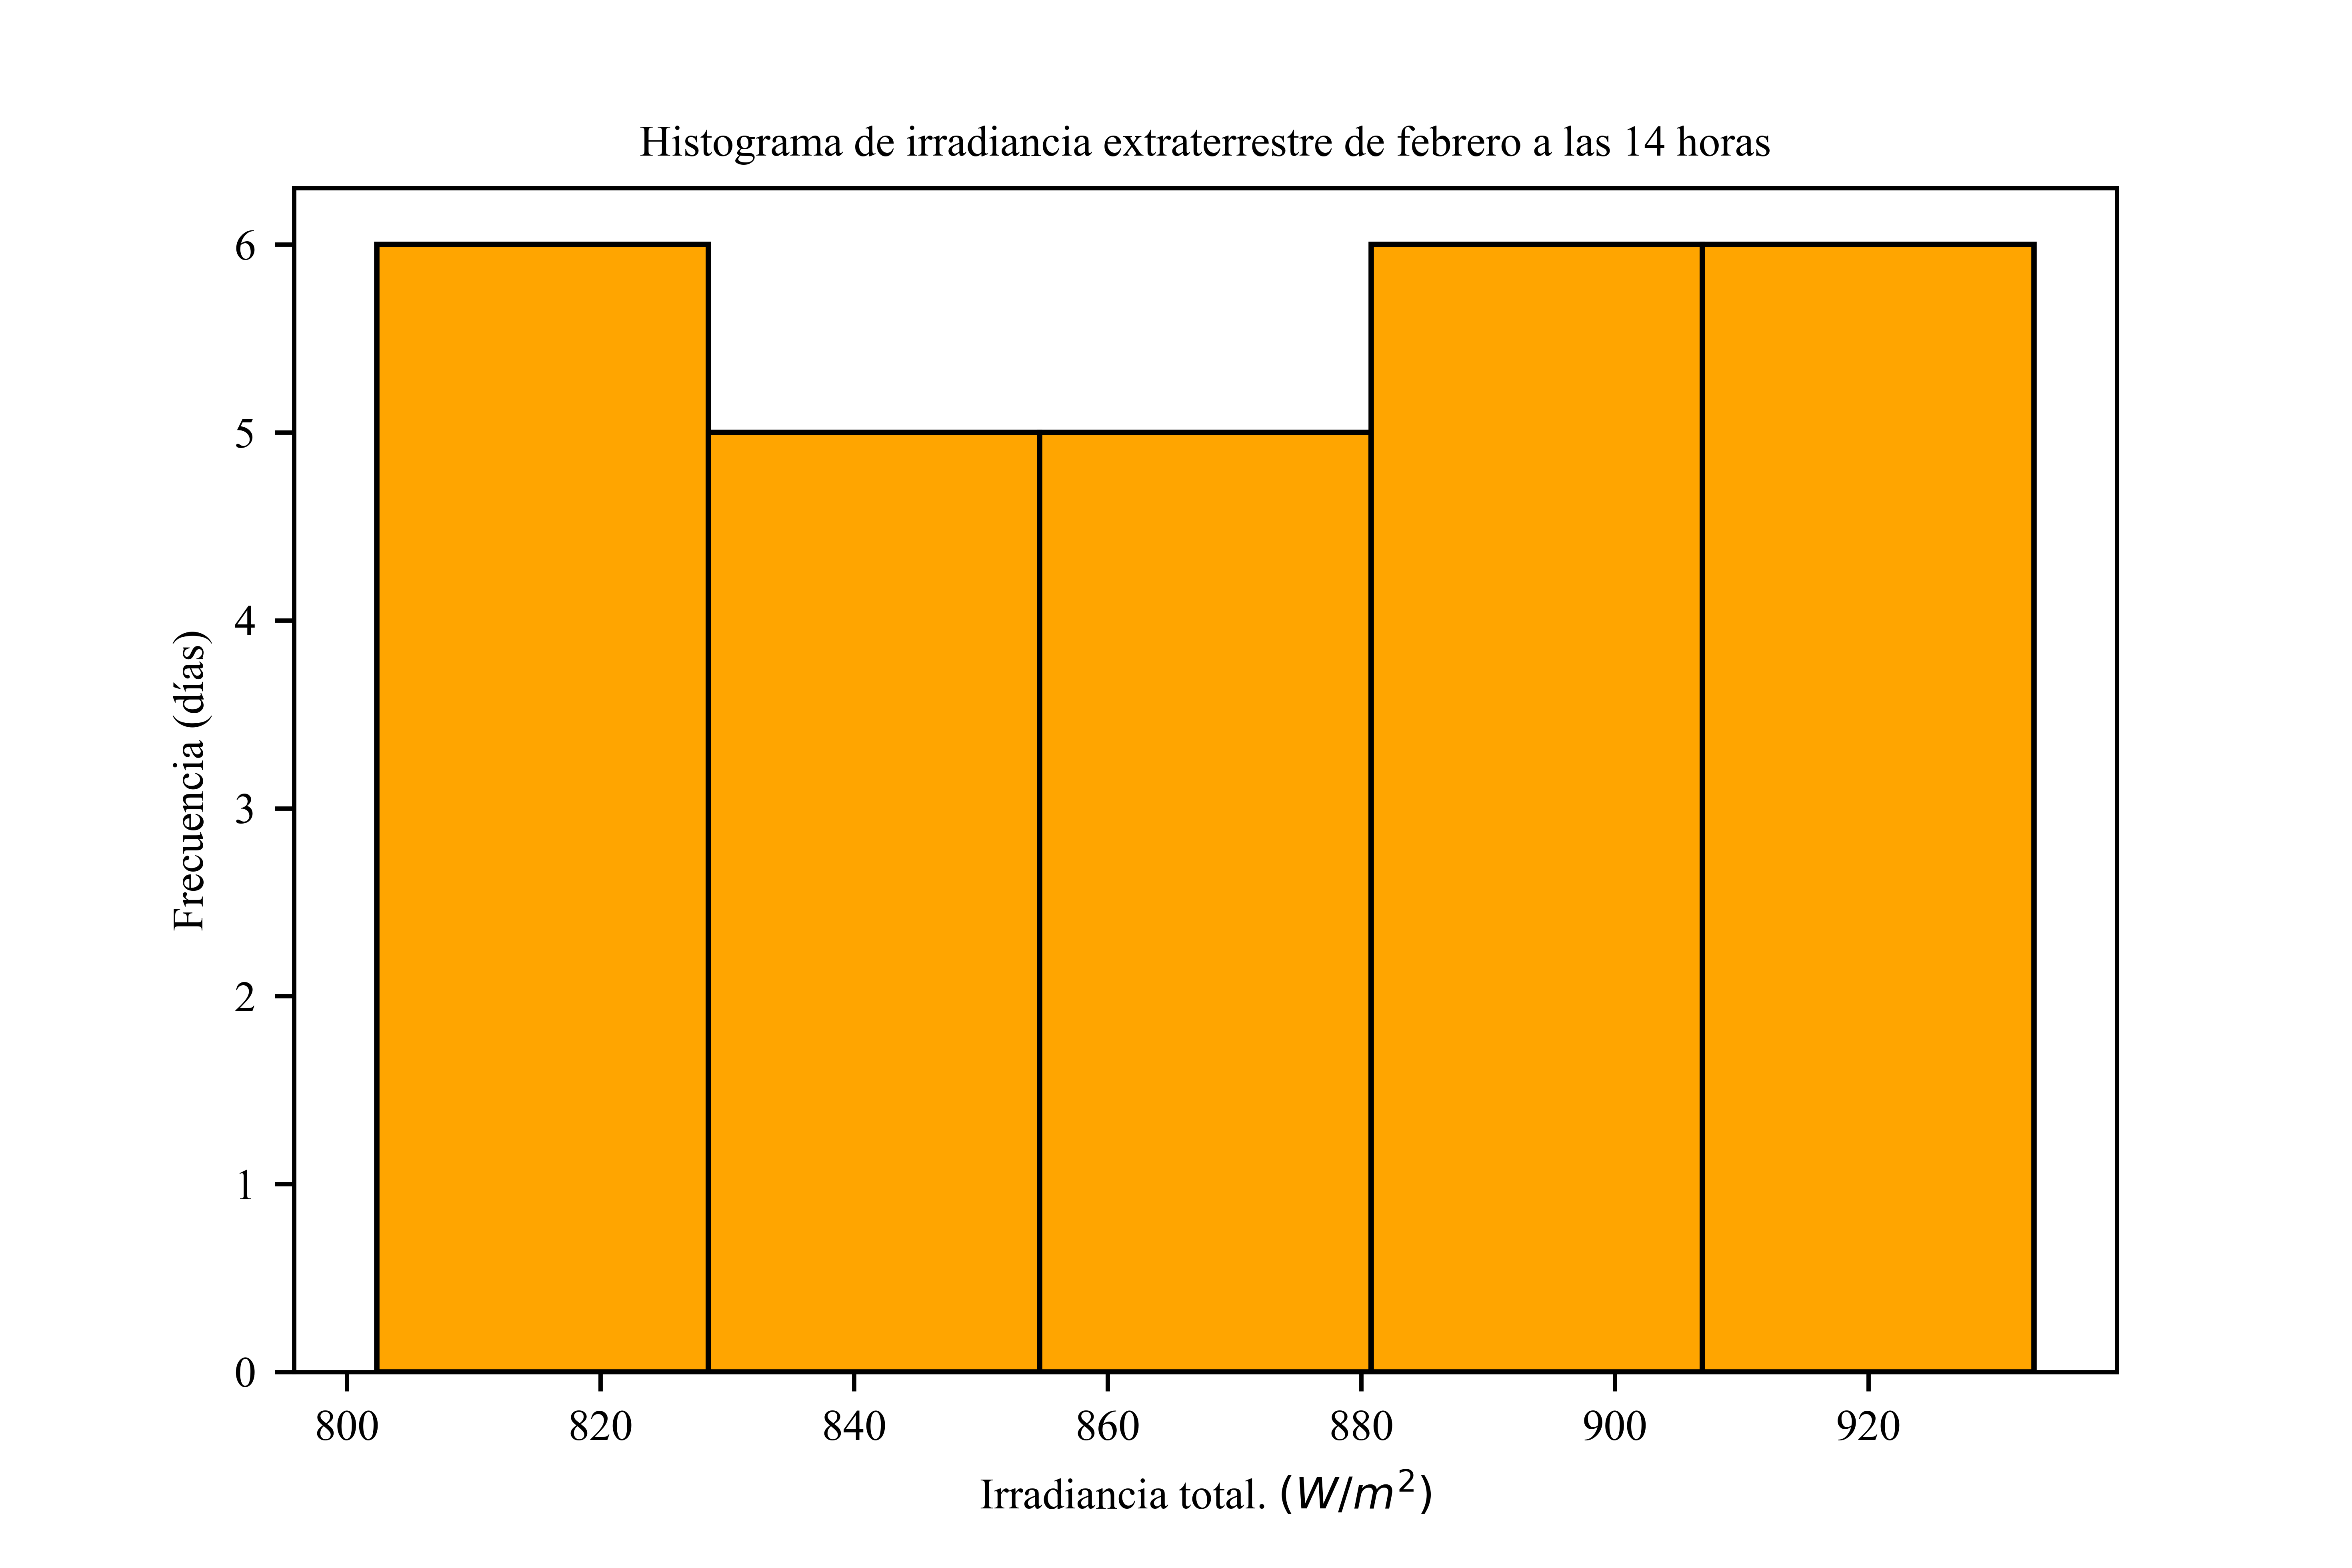 Histograma de irradiancia extraterrestre de febrero a las 14 horas
6
5
4
3
2
1
0
Frecuencia (días)
800 820 840 860 880 900 920
Irradiancia total. (W/m²)